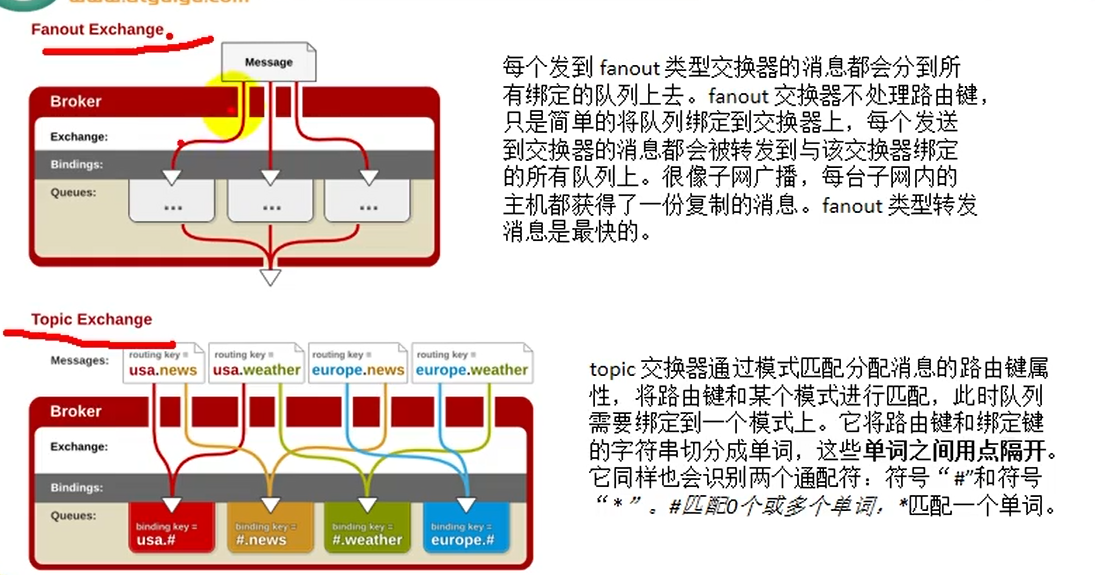 Fanout Exchange
Message
Broker
Exchange:
Bindings:
Queues:
...
...
...
每个发到 fanout 类型交换器的消息都会分到所
有绑定的队列上去。fanout 交换器不处理路由键，
只是简单的将队列绑定到交换器上，每个发送
到交换器的消息都会被转发到与该交换器绑定
的所有队列上。很像子网广播，每台子网内的
主机都获得了一份复制的消息。fanout 类型转发
消息是最快的。
Topic Exchange
Messages:
routing key =
usa.news
routing key =
usa.weather
routing key =
europe.news
routing key =
europe.weather
Broker
Exchange:
Bindings:
Queues:
binding key =
usa.#
binding key =
#.news
binding key =
#.weather
binding key =
europe.#
topic 交换器通过模式匹配分配消息的路由键属
性，将路由键和某个模式进行匹配，此时队列
需要绑定到一个模式上。它将路由键和绑定键
的字符串切分成单词，这些单词之间用点隔开。
它同样也会识别两个通配符：符号“#”和符号
“*”。#匹配0个或多个单词，*匹配一个单词。